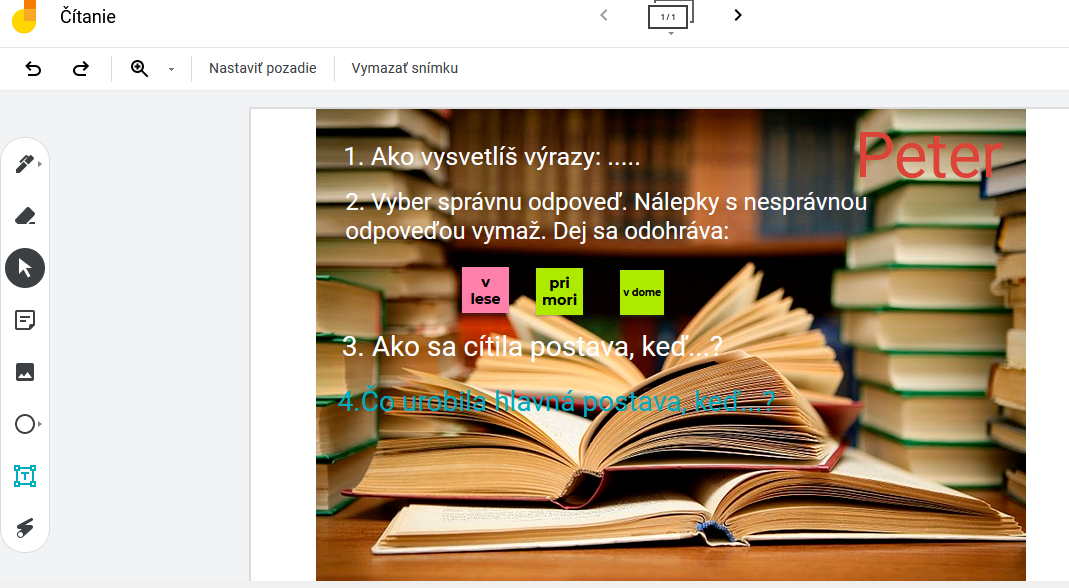 Čítanie
1 / 1
Nastaviť pozadie
Vymazať snímku
Peter
1. Ako vysvetlíš výrazy: .....
2. Vyber správnu odpoveď. Nálepky s nesprávnou
odpoveďou vymaž. Dej sa odohráva:
v
lese
pri
mori
v dome
3. Ako sa cítila postava, keď...?
4.Čo urobila hlavná postava, keď...?